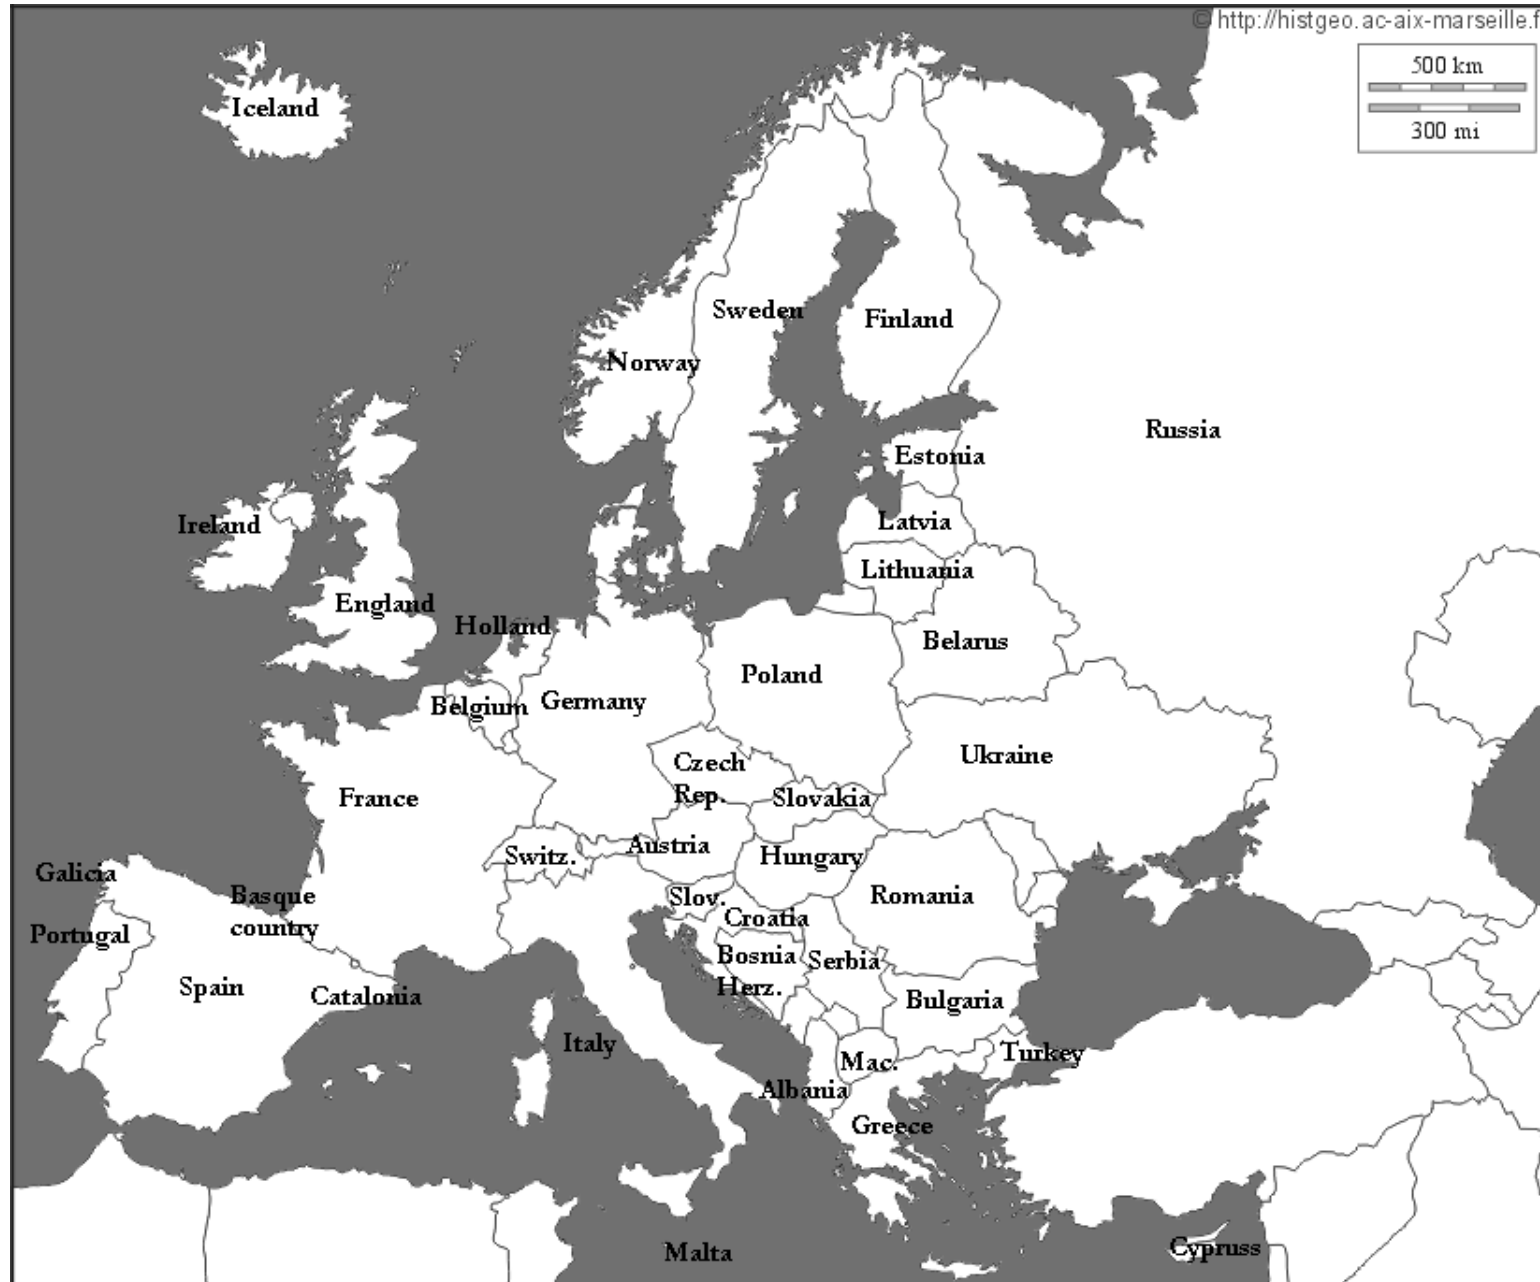 © http://histgeo.ac-aix-marseille.f
500 km
300 mi
Iceland
Sweden
Finland
Norway
Russia
Estonia
Ireland
Latvia
Lithuania
England
Holland
Belarus
Poland
Belgium
Germany
Ukraine
Czech
Rep.
France
Slovakia
Austria
Switz.
Hungary
Galicia
Basque
country
Romania
Slov.
Croatia
Portugal
Bosnia
Herz.
Serbia
Spain
Catalonia
Bulgaria
Italy
Turkey
Mac.
Albania
Greece
Malta
Cypruss